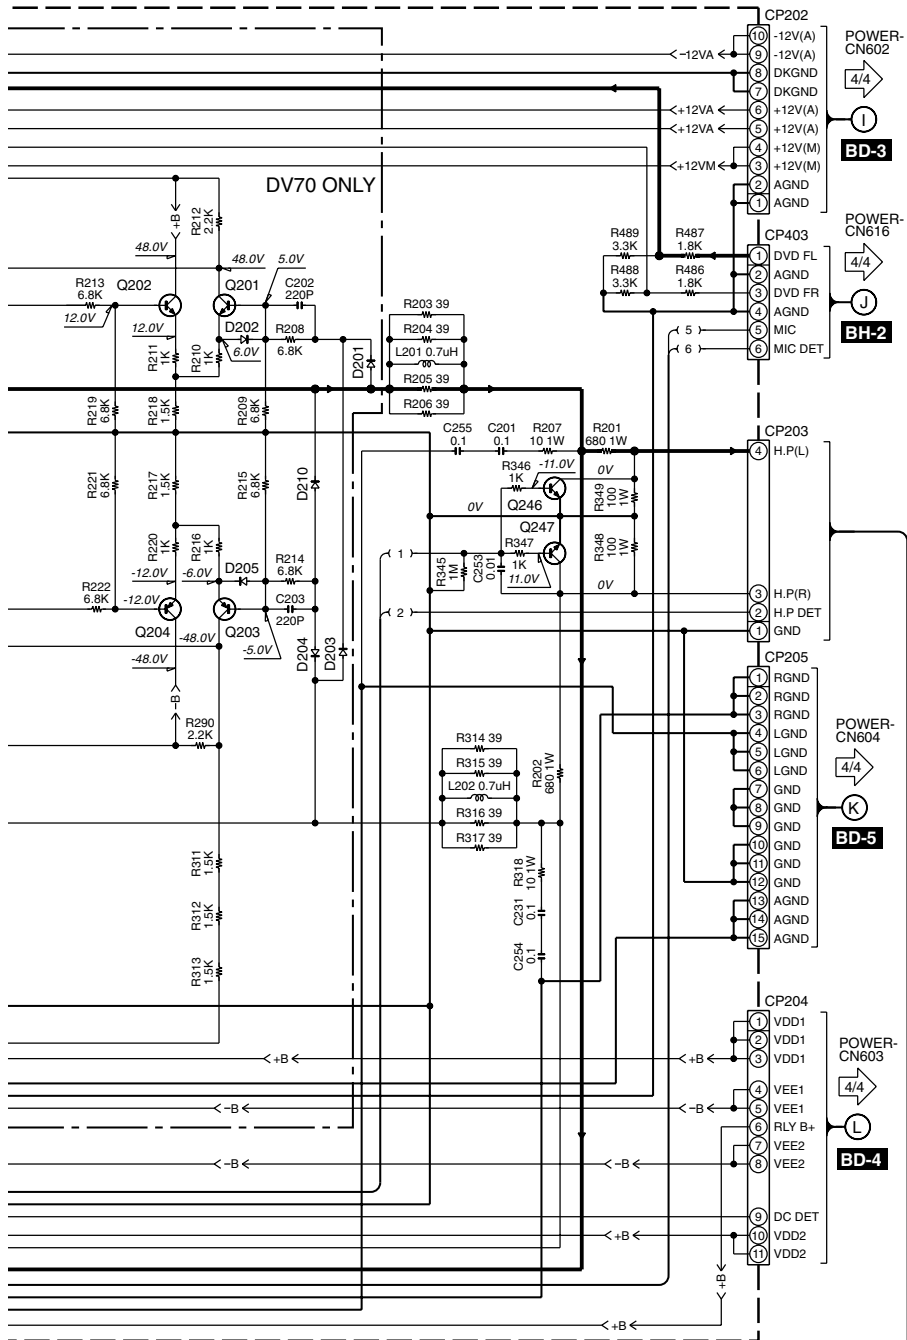 CP202
10 -12V(A)
9 -12V(A)
8 DKGND
7 DKGND
6 +12V(A)
5 +12V(A)
4 +12V(M)
3 +12V(M)
2 AGND
1 AGND
POWER-
CN602
4/4
I
BD-3
-12VA
+12VA
+12VA
+12VM
DV70 ONLY
CP403
1 DVD FL
2 AGND
3 DVD FR
4 AGND
5 MIC
6 MIC DET
POWER-
CN616
4/4
J
BH-2
R489
3.3K
R487
1.8K
R488
3.3K
R486
1.8K
5
6
+B
R212
2.2K
48.0V
48.0V
5.0V
R213
6.8K
Q202
Q201
C202
220P
12.0V
12.0V
D202
R208
6.8K
6.0V
R211
1K
R210
1K
D201
R203 39
R204 39
L201 0.7uH
R205 39
R206 39
R219
6.8K
R218
1.5K
R209
6.8K
R221
6.8K
R217
1.5K
R215
6.8K
D210
R220
1K
R216
1K
-12.0V
-6.0V
D205
R214
6.8K
R222
6.8K
-12.0V
C203
220P
Q204
Q203
-48.0V
-5.0V
-48.0V
D204
D203
-B
R290
2.2K
R311
1.5K
R312
1.5K
R313
1.5K
C255
0.1
C201
0.1
R207
10 1W
R201
680 1W
R346
1K
-11.0V
0V
Q246
R349
100
1W
0V
Q247
R347
1K
R348
100
1W
1
R345
1M
C253
0.01
11.0V
0V
2
CP203
4 H.P(L)
3 H.P(R)
2 H.P DET
1 GND
CP205
1 RGND
2 RGND
3 RGND
4 LGND
5 LGND
6 LGND
7 GND
8 GND
9 GND
10 GND
11 GND
12 GND
13 AGND
14 AGND
15 AGND
POWER-
CN604
4/4
K
BD-5
R314 39
R315 39
L202 0.7uH
R316 39
R317 39
R202
680 1W
R318
10 1W
C231
0.1
C254
0.1
CP204
1 VDD1
2 VDD1
3 VDD1
4 VEE1
5 VEE1
6 RLY B+
7 VEE2
8 VEE2
9 DC DET
10 VDD2
11 VDD2
POWER-
CN603
4/4
L
BD-4
+B
+B
-B
-B
-B
-B
+B
+B
+B